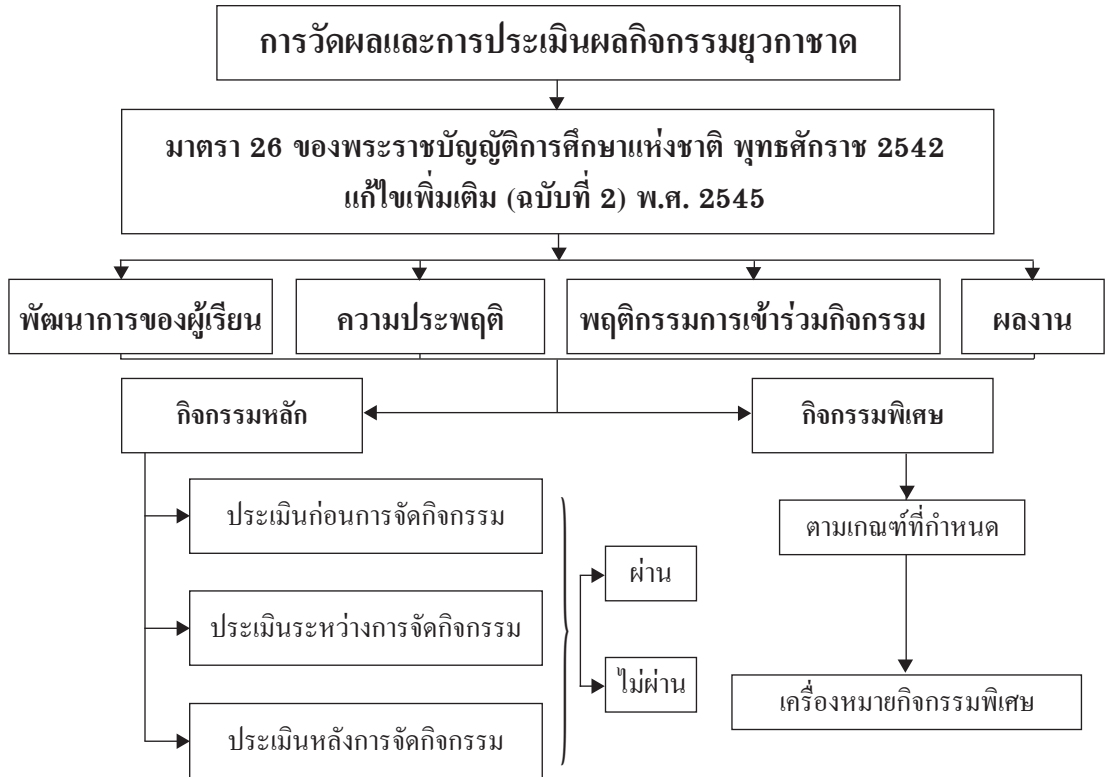 การวัดผลและการประเมินผลกิจกรรมยุวกาชาด
มาตรา 26 ของพระราชบัญญัติการศึกษาแห่งชาติ พุทธศักราช 2542
แก้ไขเพิ่มเติม (ฉบับที่ 2) พ.ศ. 2545
พัฒนาการของผู้เรียน
ความประพฤติ
พฤติกรรมการเข้าร่วมกิจกรรม
ผลงาน
กิจกรรมหลัก
กิจกรรมพิเศษ
ประเมินก่อนการจัดกิจกรรม
ประเมินระหว่างการจัดกิจกรรม
ประเมินหลังการจัดกิจกรรม
ผ่าน
ไม่ผ่าน
ตามเกณฑ์ที่กำหนด
เครื่องหมายกิจกรรมพิเศษ